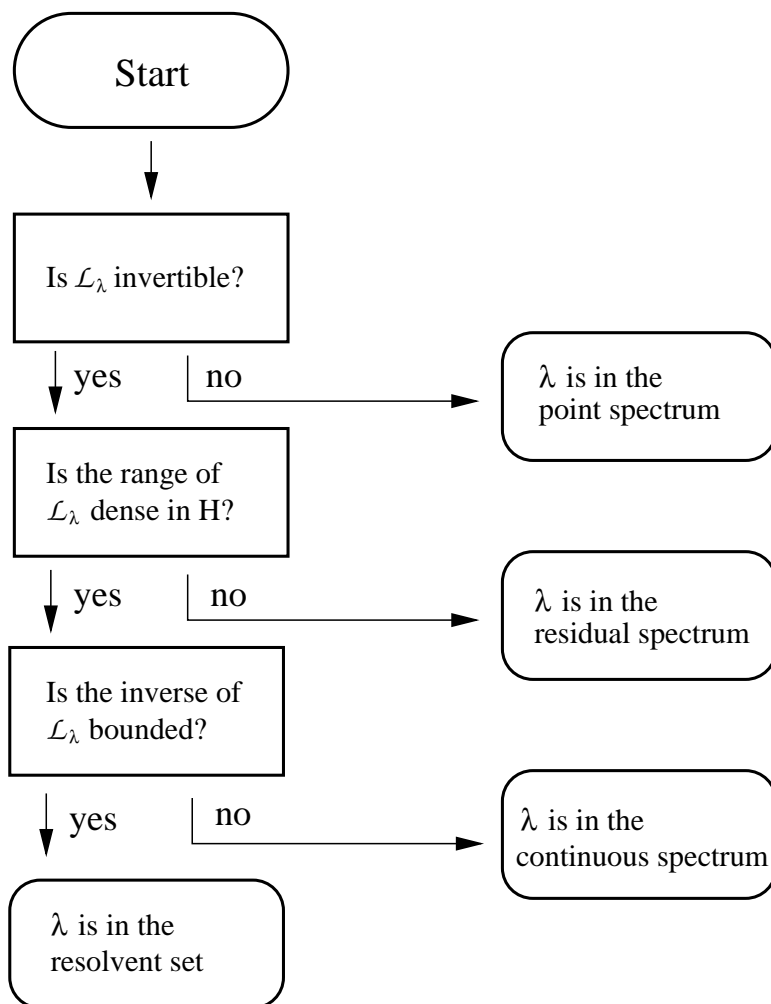 Start
Is ℒλ invertible?
yes
no
λ is in the
point spectrum
Is the range of
ℒλ dense in H?
yes
no
λ is in the
residual spectrum
Is the inverse of
ℒλ bounded?
yes
no
λ is in the
continuous spectrum
λ is in the
resolvent set